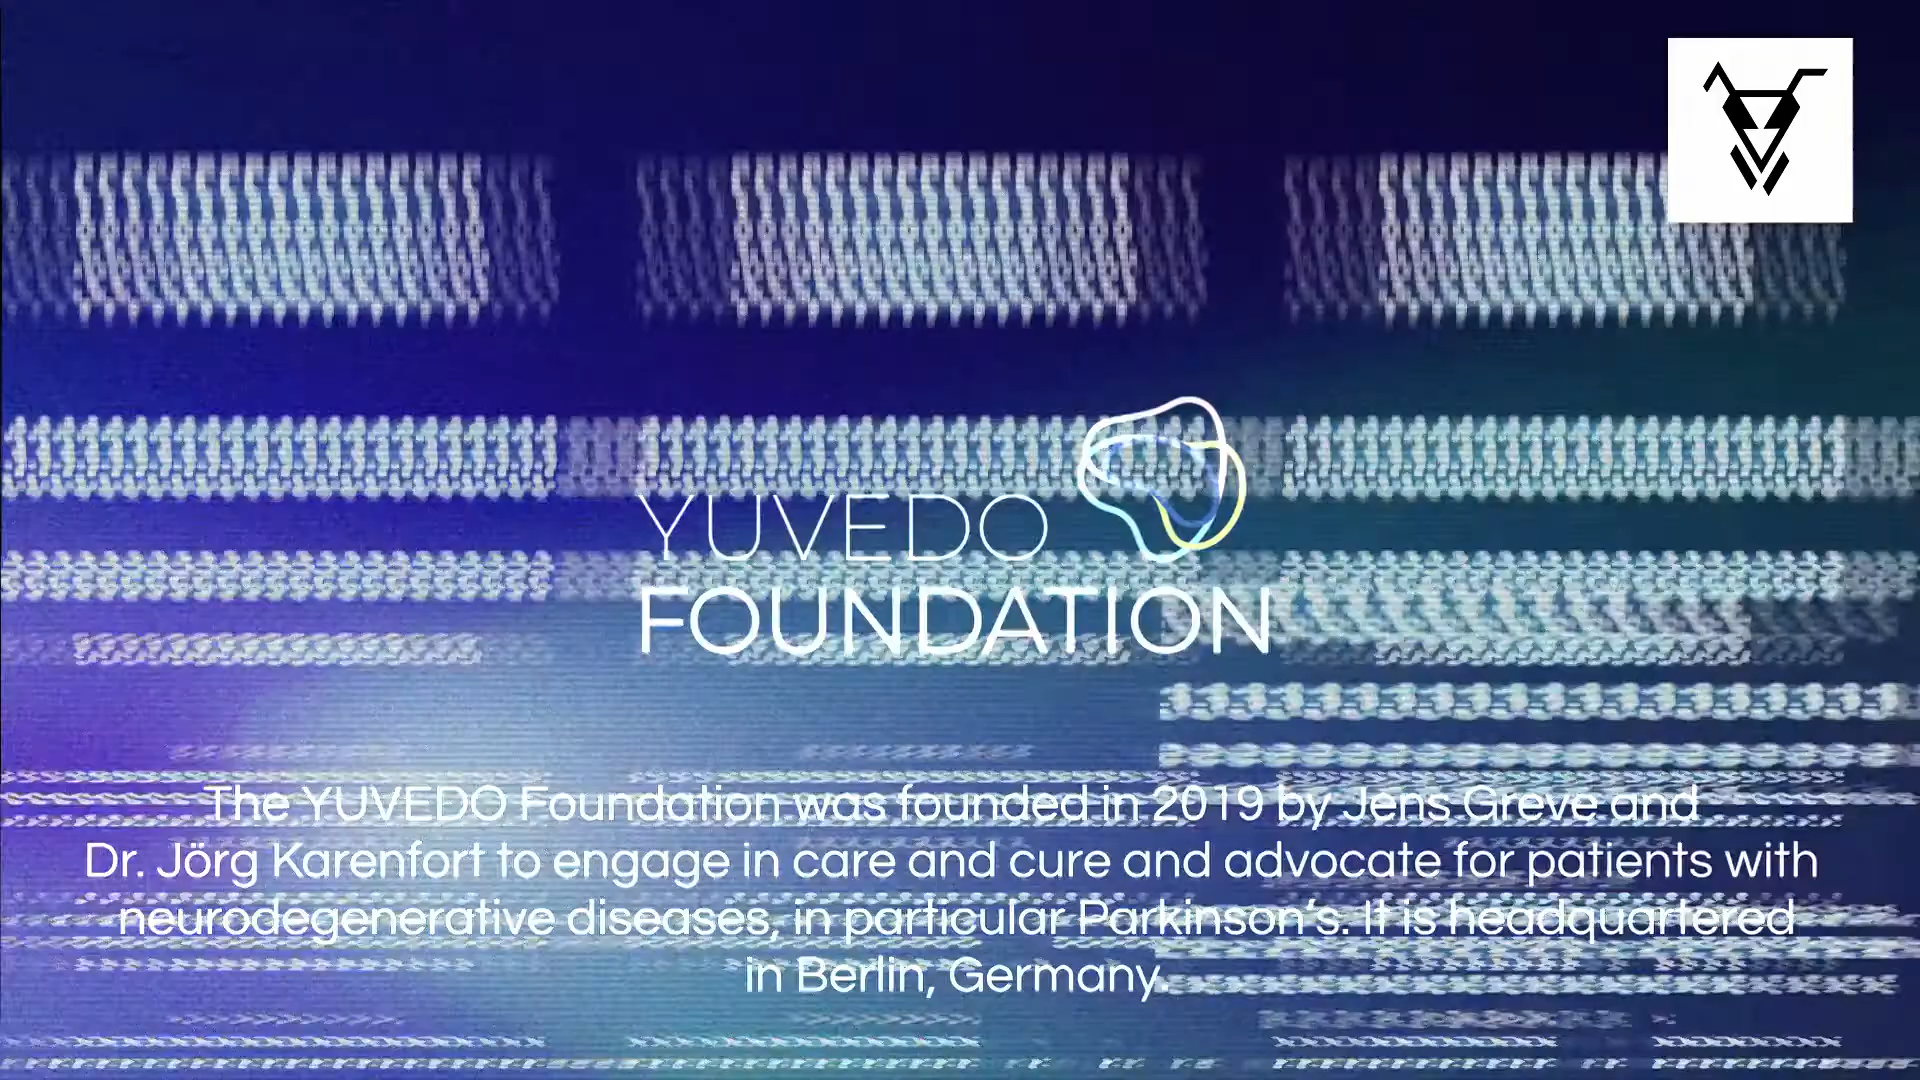 YUVEDO
FOUNDATION
The YUVEDO Foundation was founded in 2019 by Jens Greve and
Dr. Jörg Karenfort to engage in care and cure and advocate for patients with
neurodegenerative diseases, in particular Parkinson‘s. It is headquartered
in Berlin, Germany.